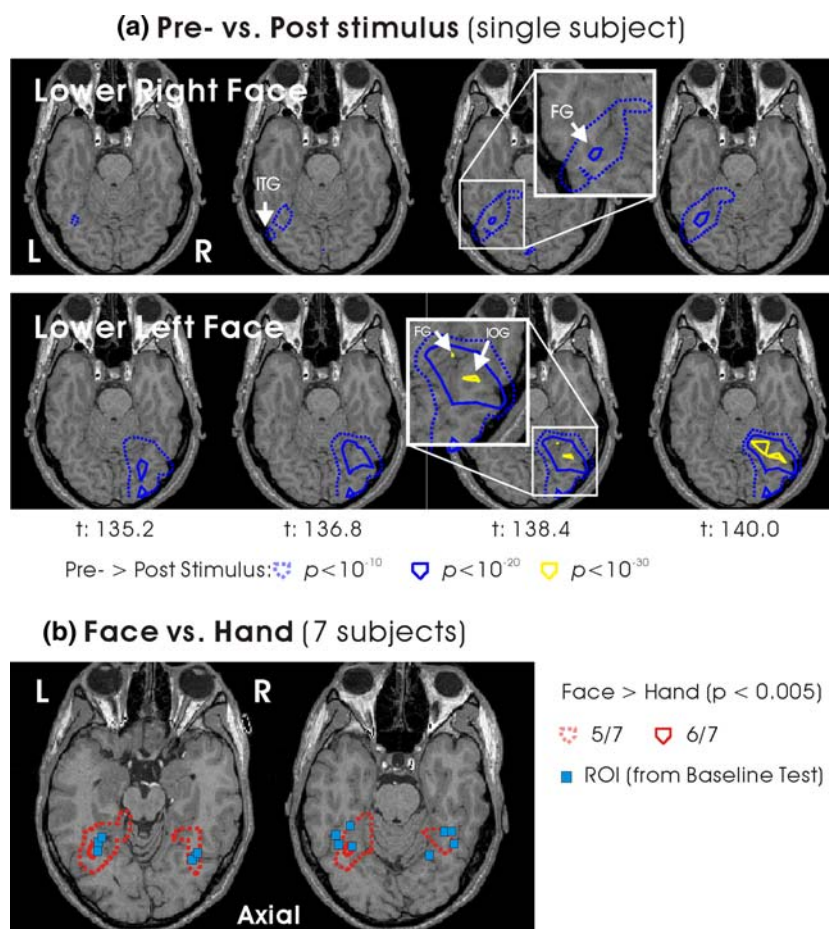 (a) Pre- vs. Post stimulus (single subject)
Lower Right Face
FG
ITG
L R
Lower Left Face
FG IOG
t: 135.2 t: 136.8 t: 138.4 t: 140.0
Pre- > Post Stimulus: p<10-10 p<10-20 p<10-30
(b) Face vs. Hand (7 subjects)
L R
Face > Hand (p < 0.005)
5/7 6/7
ROI (from Baseline Test)
Axial